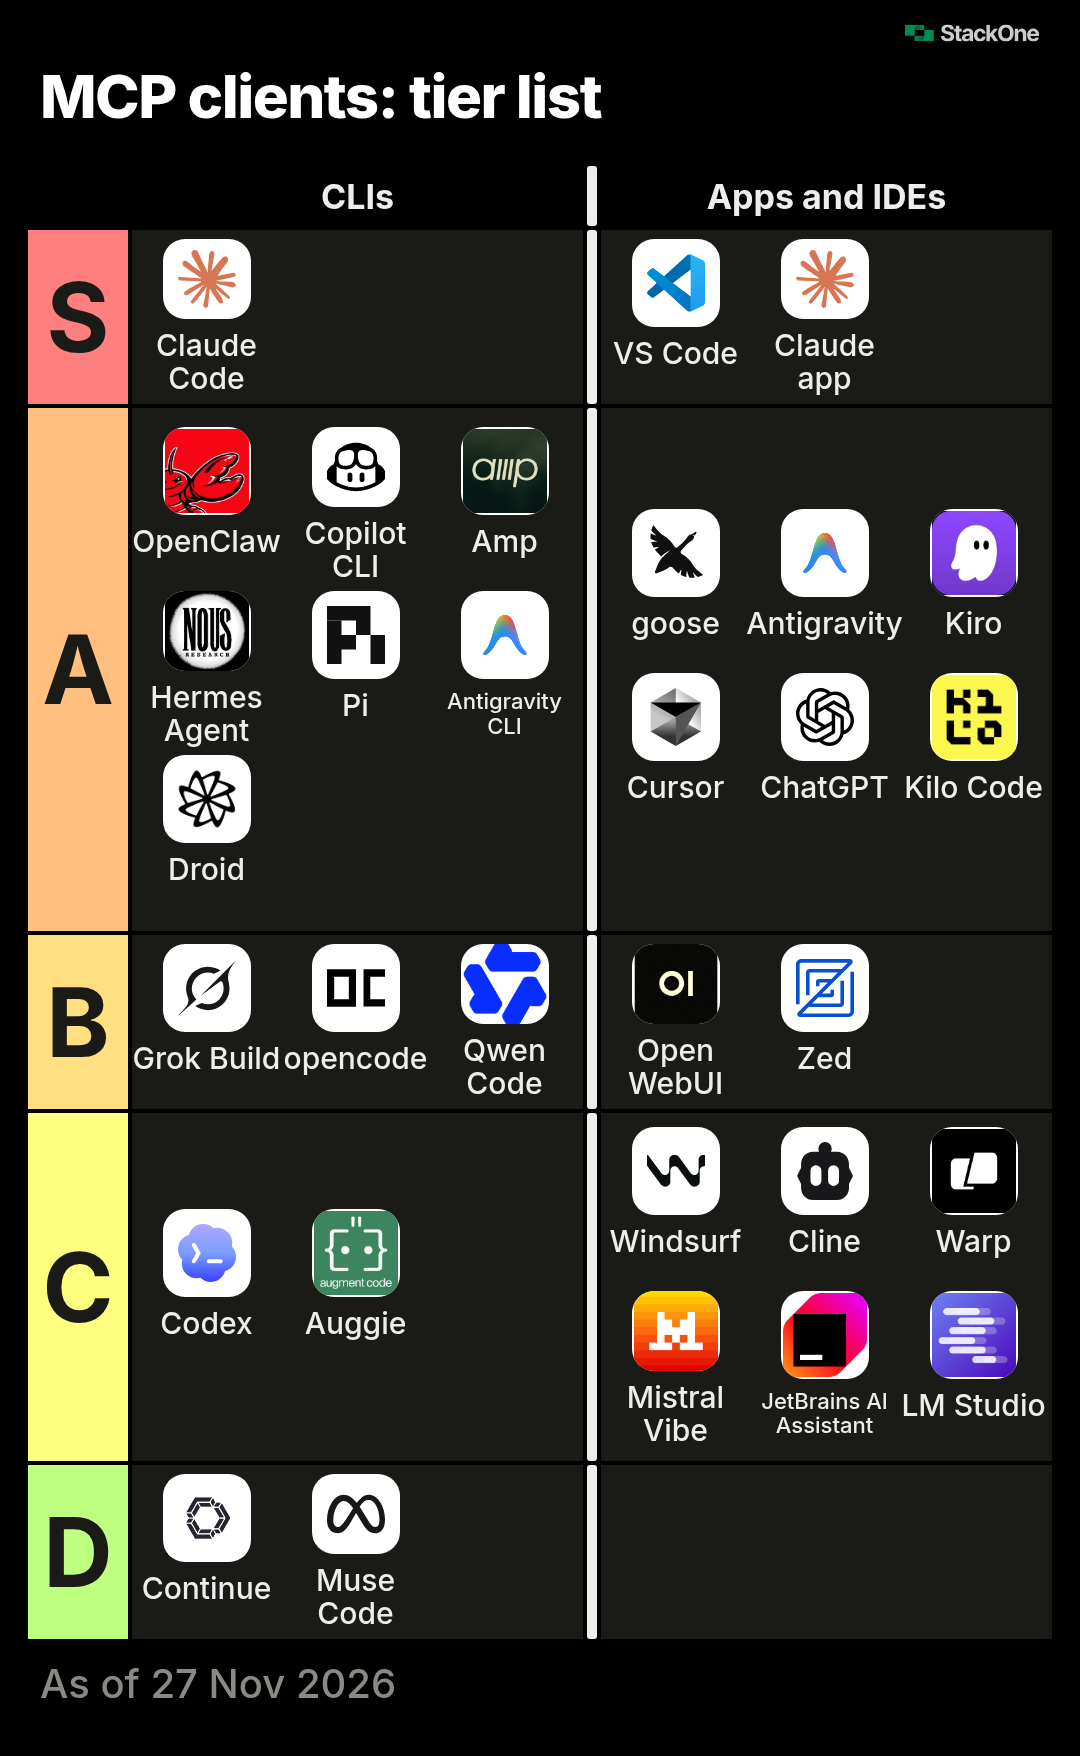 StackOne
MCP clients: tier list
CLIs
Apps and IDEs
S
Claude
Code
VS Code
Claude
app
A
OpenClaw
Copilot
CLI
amp
Amp
NOUS
RESEARCH
Hermes
Agent
Pi
Antigravity
CLI
Droid
goose
Antigravity
Kiro
Cursor
ChatGPT
Kilo Code
B
Grok Build
opencode
Qwen
Code
OI
Open
WebUI
Zed
C
Codex
augment code
Auggie
Windsurf
Cline
Warp
Mistral
Vibe
JetBrains AI
Assistant
LM Studio
D
Continue
Muse
Code
As of 27 Nov 2026